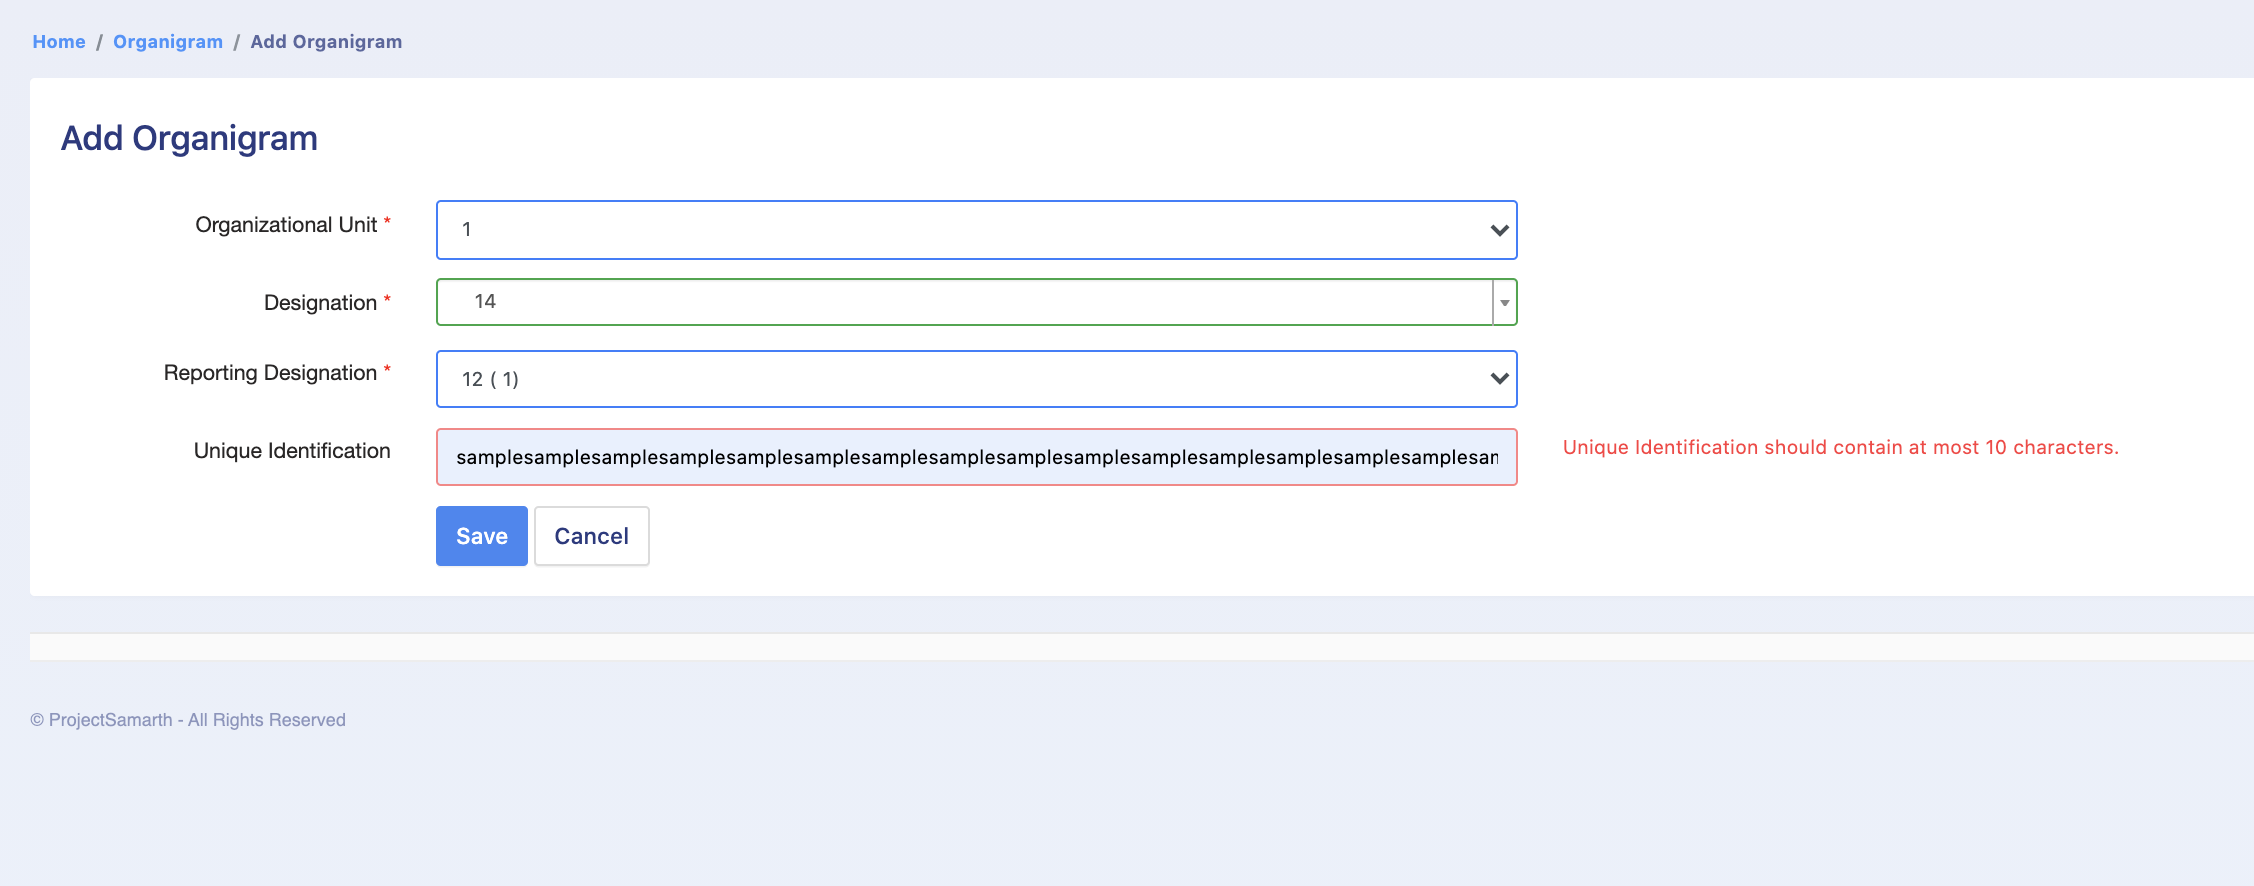 Home / Organigram / Add Organigram
Add Organigram
Organizational Unit *
1
Designation *
14
Reporting Designation *
12 ( 1)
Unique Identification
samplesamplesamplesamplesamplesamplesamplesamplesamplesamplesamplesamplesamplesamplesamplesan
Unique Identification should contain at most 10 characters.
Save Cancel
© ProjectSamarth - All Rights Reserved